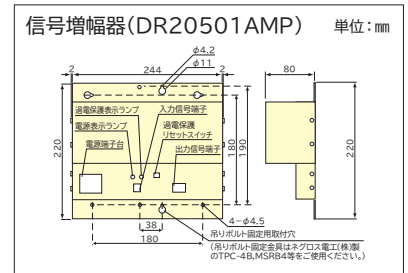 信号増幅器(DR20501AMP) 単位:㎜
φ4.2
φ11
2 244 2 80
過電保護表示ランプ 入力信号端子
電源表示ランプ 過電保護
リセットスイッチ
電源端子台 出力信号端子
220 180 190 220
38 4-φ4.5
180
吊りボルト固定用取付穴
(吊りボルト固定金具はネグロス電工(株)製
のTPC-4B,MSRB4等をご使用ください。)